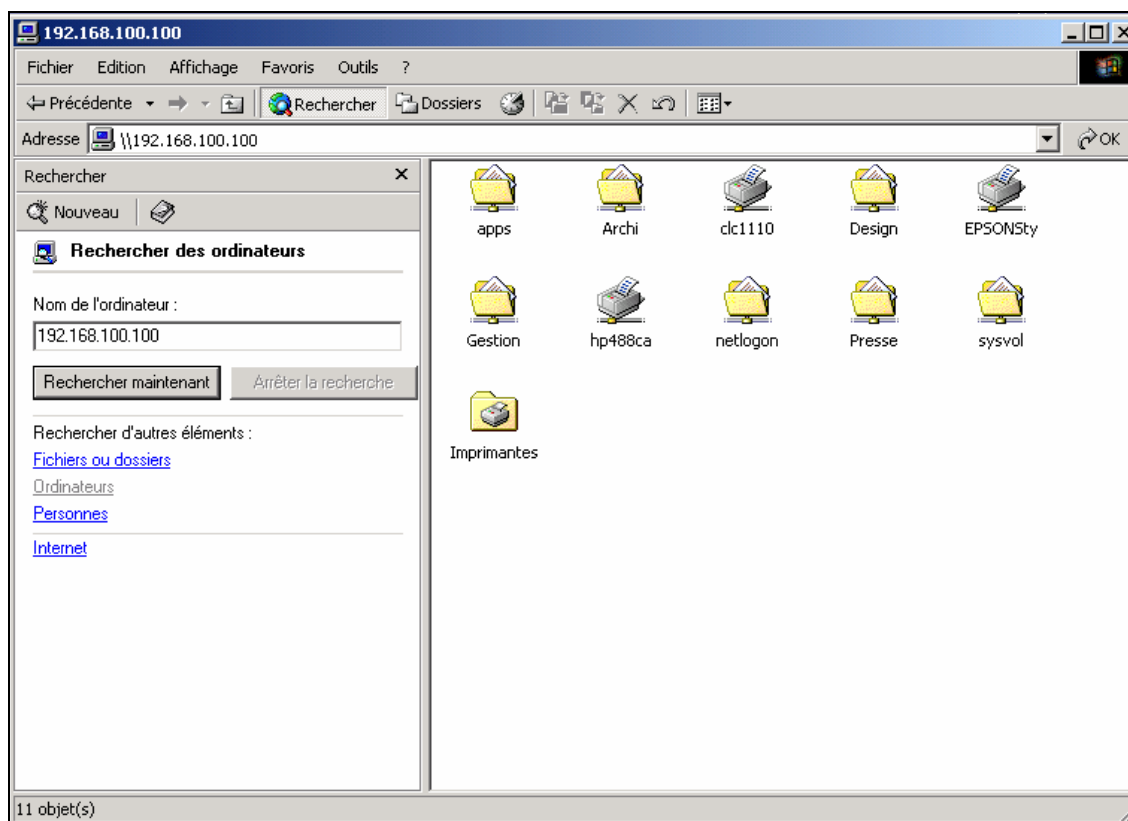 192.168.100.100
Fichier Edition Affichage Favoris Outils ?
Précédente Rechercher Dossiers
Adresse \\192.168.100.100 OK
Rechercher
Nouveau
Rechercher des ordinateurs
Nom de l'ordinateur :
192.168.100.100
Rechercher maintenant Arrêter la recherche
Rechercher d'autres éléments :
Fichiers ou dossiers
Ordinateurs
Personnes
Internet
apps Archi clc1110 Design EPSONSty
Gestion hp488ca netlogon Presse sysvol
Imprimantes
11 objet(s)